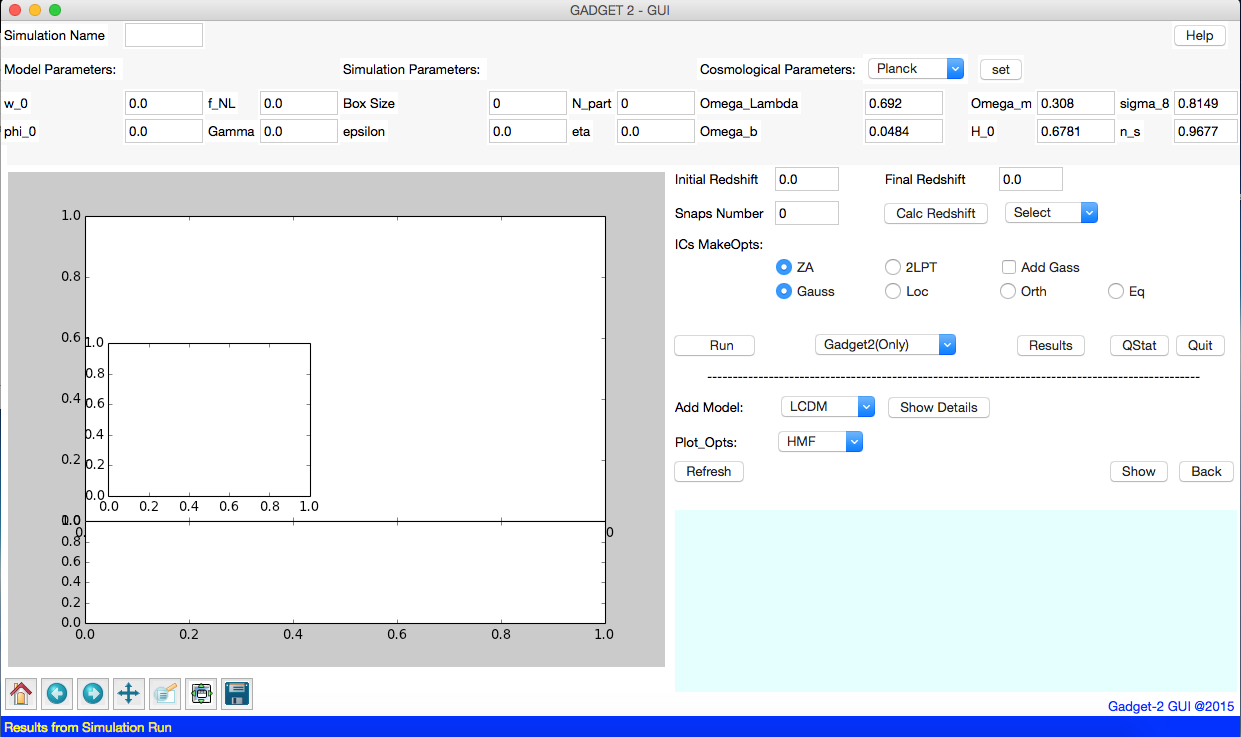 GADGET 2 - GUI
Simulation Name Help
Model Parameters: Simulation Parameters: Cosmological Parameters: Planck set
w_0 0.0 f_NL 0.0 Box Size 0 N_part 0 Omega_Lambda 0.692 Omega_m 0.308 sigma_8 0.8149
phi_0 0.0 Gamma 0.0 epsilon 0.0 eta 0.0 Omega_b 0.0484 H_0 0.6781 n_s 0.9677
Initial Redshift 0.0 Final Redshift 0.0
Snaps Number 0 Calc Redshift Select
ICs MakeOpts:
ZA 2LPT Add Gass
Gauss Loc Orth Eq
Run Gadget2(Only) Results QStat Quit
--------------------------------------------------------------------------------------------------
Add Model: LCDM Show Details
Plot_Opts: HMF
Refresh Show Back
1.0
0.8
0.6
0.4
0.2
1.0
0.8
0.6
0.4
0.2
0.0
0.0 0.2 0.4 0.6 0.8 1.0
1.0
0.8
0.6
0.4
0.2
0.0
0.0 0.2 0.4 0.6 0.8 1.0
Gadget-2 GUI @2015
Results from Simulation Run